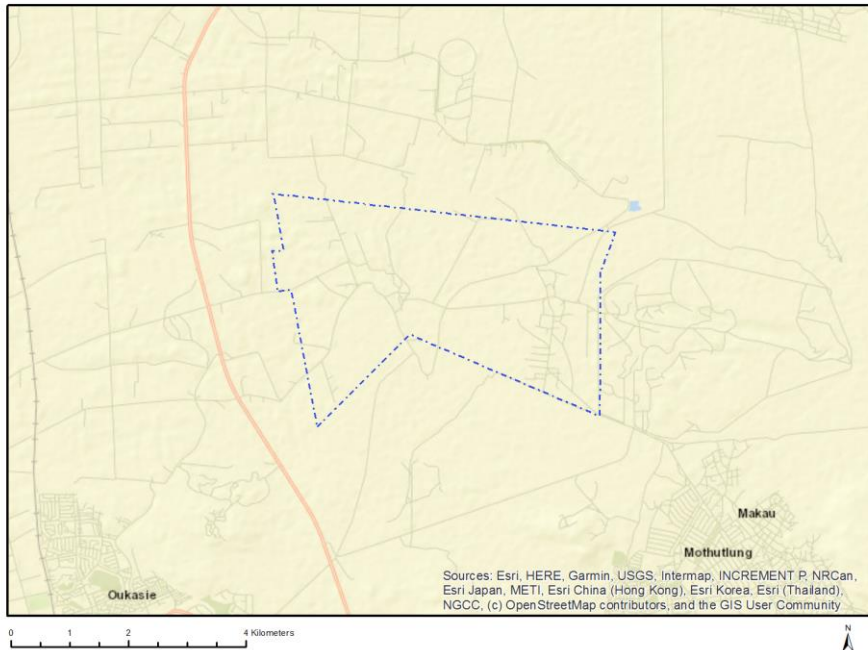 Makau
Mothutlung
Oukasie
Sources: Esri, HERE, Garmin, USGS, Intermap, INCREMENT P, NRCan,
Esri Japan, METI, Esri China (Hong Kong), Esri Korea, Esri (Thailand),
NGCC, (c) OpenStreetMap contributors, and the GIS User Community
0 1 2 4 Kilometers
N